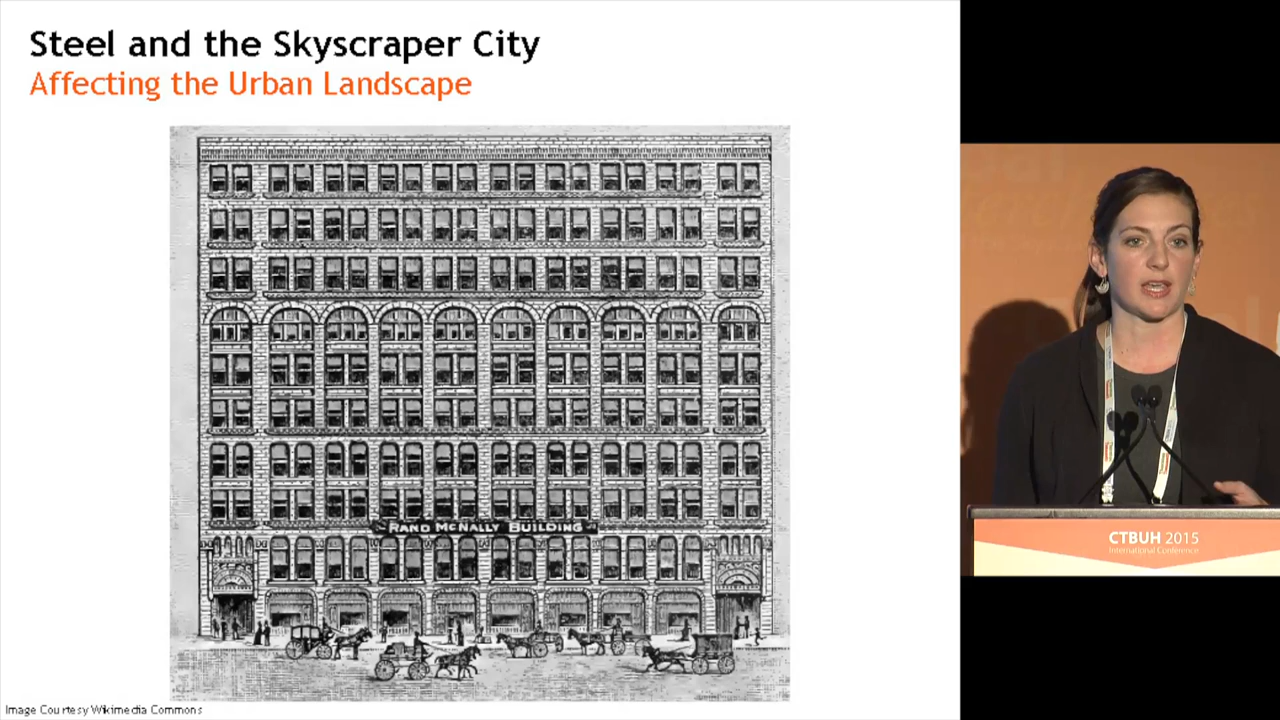 Steel and the Skyscraper City
Affecting the Urban Landscape
RAND MCNALLY BUILDING
CTBUH 2015
International Conference
Image Courtesy Wikimedia Commons